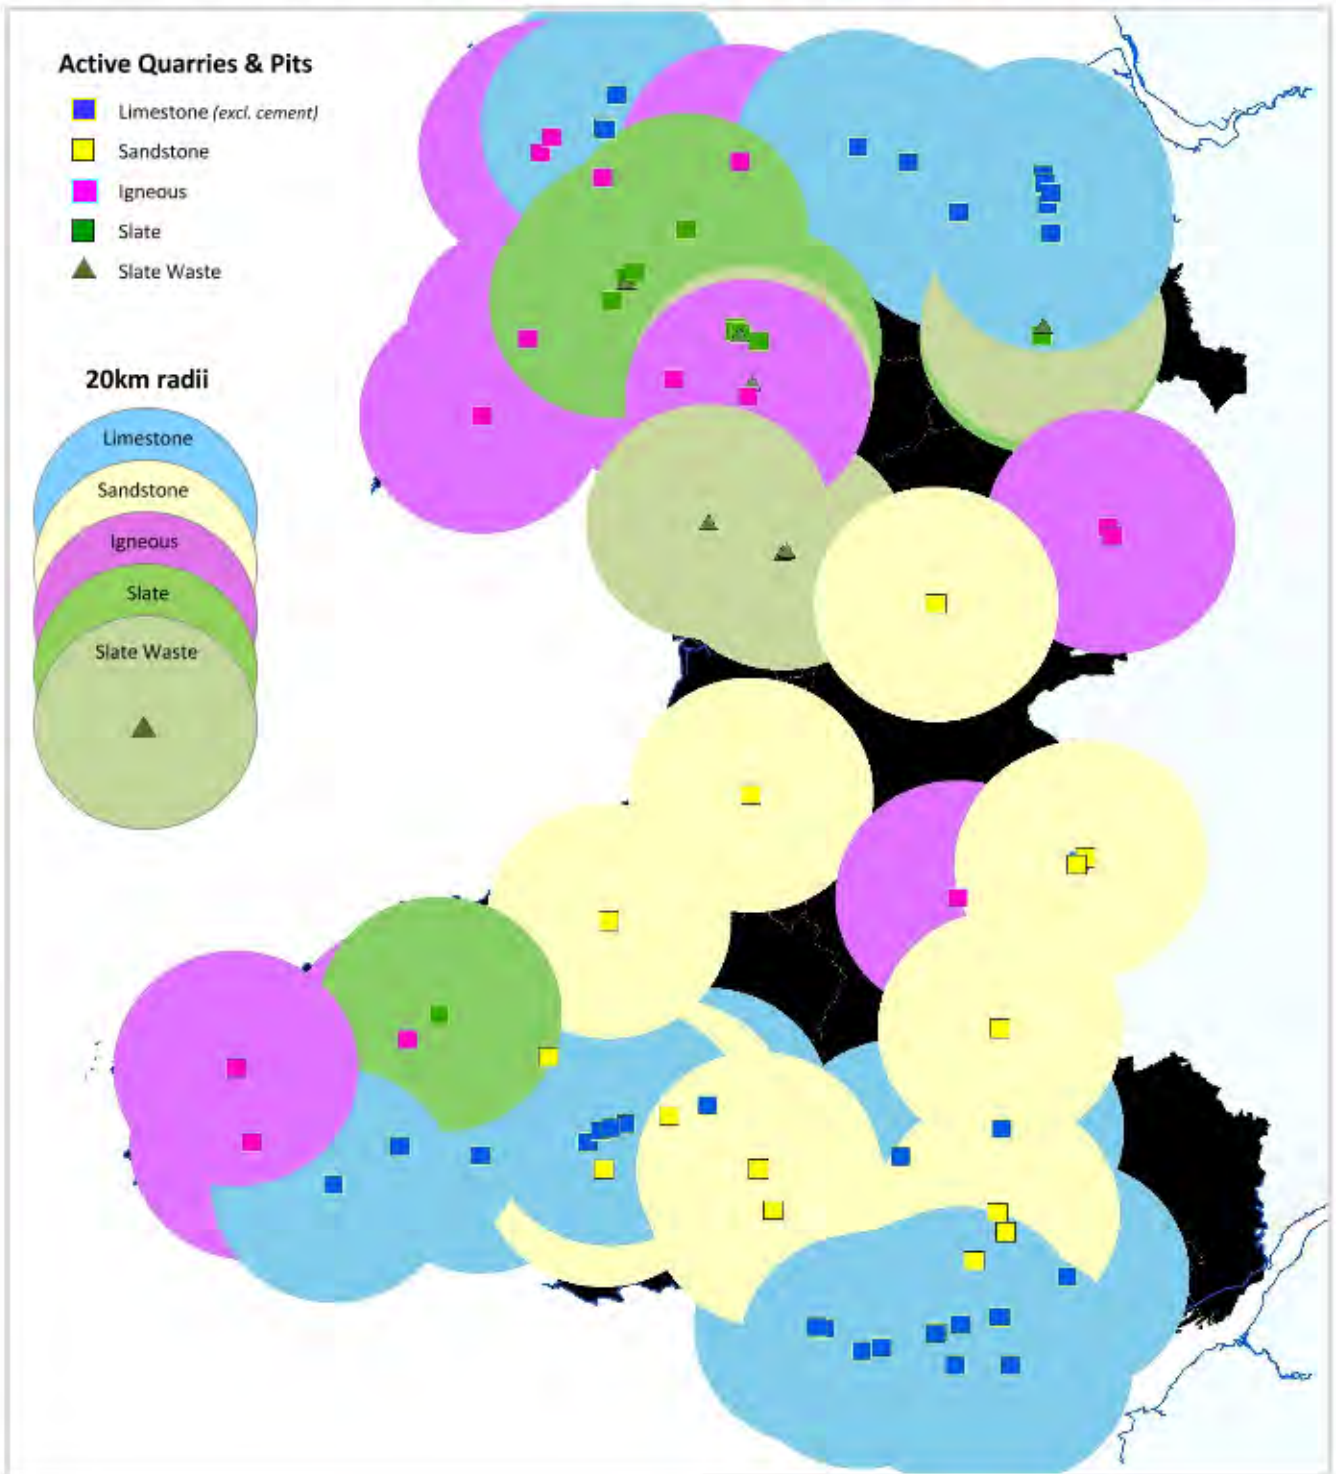 Active Quarries & Pits
Limestone (excl. cement)
Sandstone
Igneous
Slate
Slate Waste
20km radii
Limestone
Sandstone
Igneous
Slate
Slate Waste